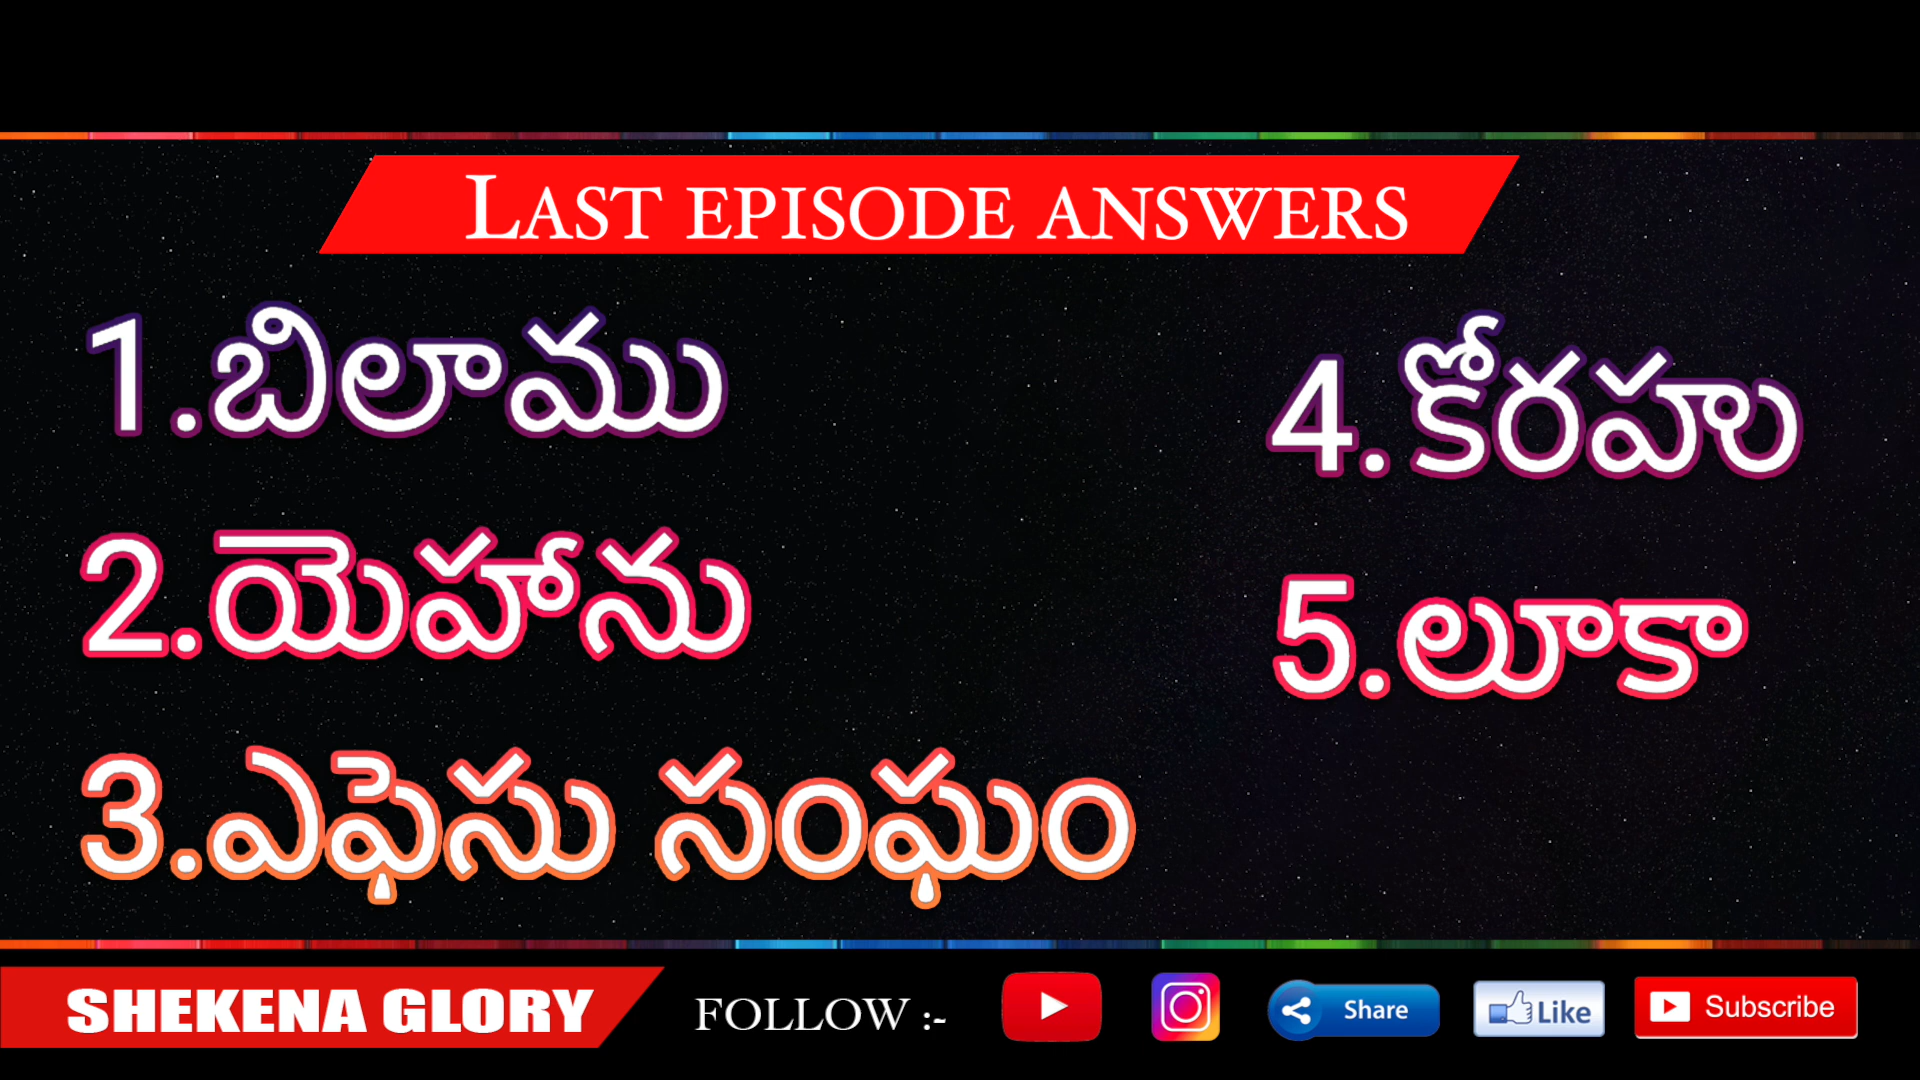 LAST EPISODE ANSWERS
1.బిలాము
2.యెహాను
3.ఎఫెసు సంఘం
4.కోరహు
5.లూకా
SHEKENA GLORY
FOLLOW :-
Share
Like
Subscribe